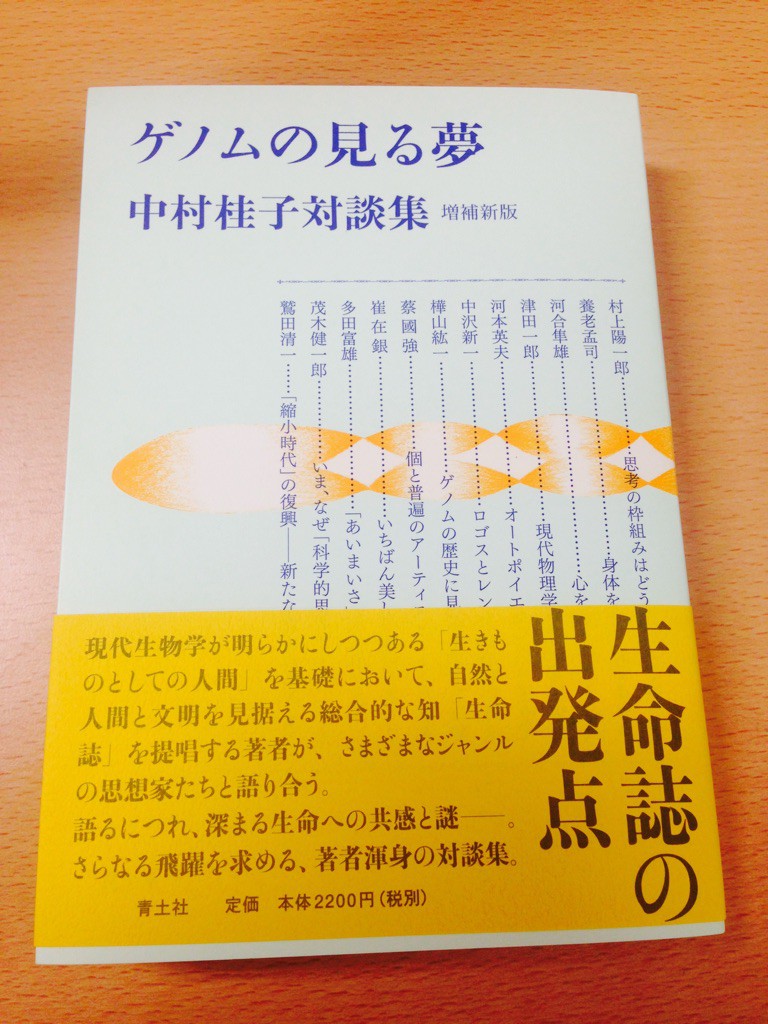 ゲノムの見る夢
中村桂子対談集 増補新版
村上陽一郎…………思考の枠組みはどう
養老孟司…………………身体を
河合隼雄…………………心を
津田一郎………………現代物理学
河本英夫………………オートポイエ
中沢新一………………ロゴスとレン
樺山紘一…………ゲノムの歴史に見
蔡國強…………個と普遍のアーティ
崔在銀………………いちばん美し
多田富雄………………「あいまいさ」
茂木健一郎…………いま、なぜ「科学的思
鷲田清一……「縮小時代」の復興――新たな
生命誌の
出発点
現代生物学が明らかにしつつある「生きも
のとしての人間」を基礎において、自然と
人間と文明を見据える総合的な知「生命
誌」を提唱する著者が、さまざまなジャンル
の思想家たちと語り合う。
語るにつれ、深まる生命への共感と謎――。
さらなる飛躍を求める、著者渾身の対談集。
青土社 定価 本体2200円(税別)